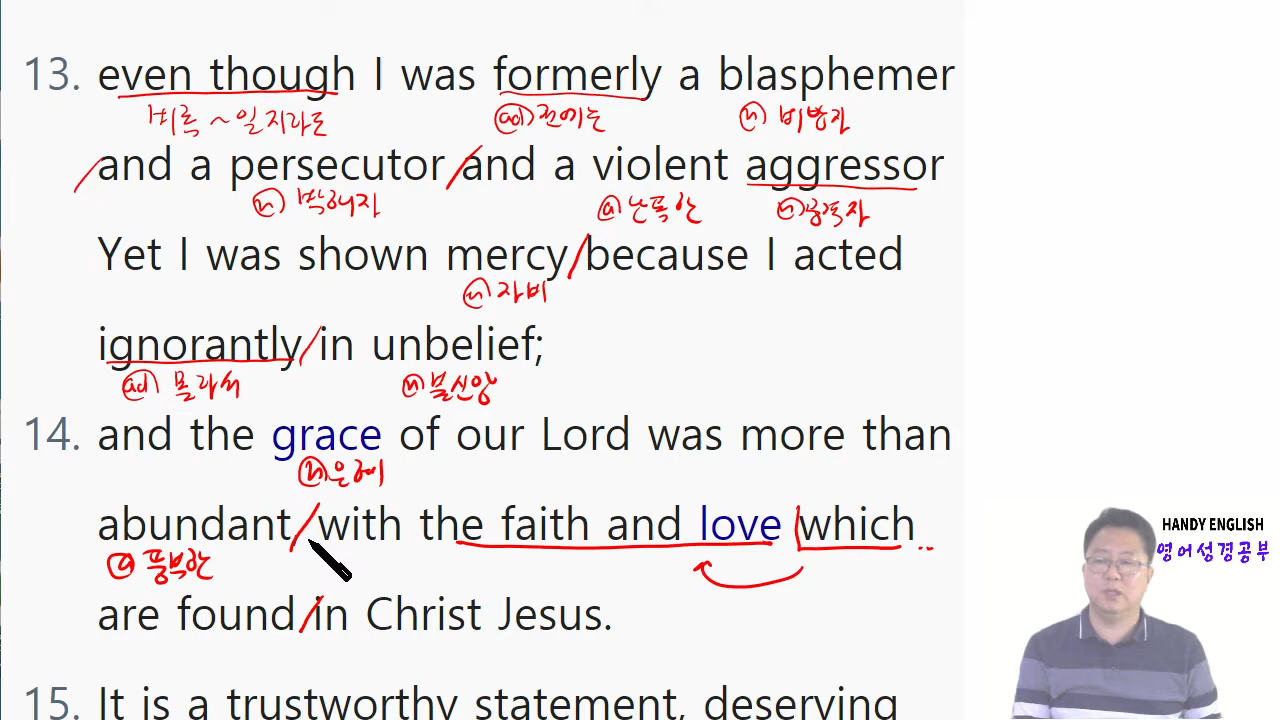 13. even though I was formerly a blasphemer
비록 ~일지라도 ad) 전에는 n) 비방자
and a persecutor and a violent aggressor
n) 박해자 a) 난폭한 n) 공격자
Yet I was shown mercy because I acted
n) 자비
ignorantly in unbelief;
ad) 몰라서 n) 불신앙
14. and the grace of our Lord was more than
n) 은혜
abundant with the faith and love which
a) 풍부한
are found in Christ Jesus.
15. It is a trustworthy statement, deserving
HANDY ENGLISH
영어성경공부